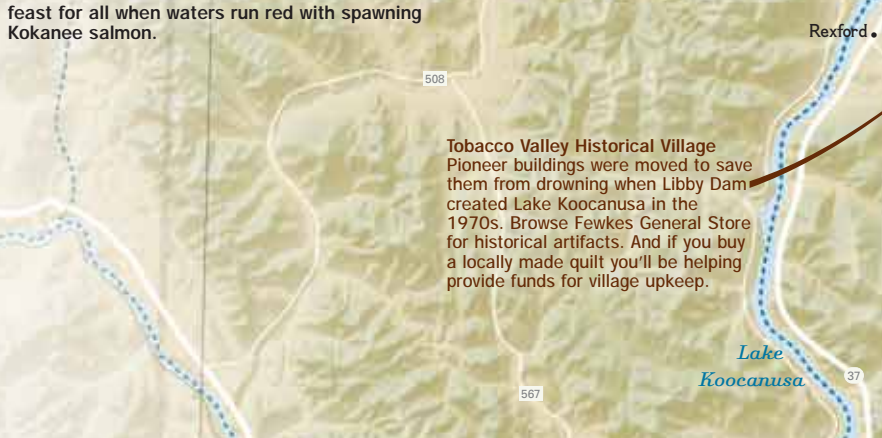 feast for all when waters run red with spawning
Kokanee salmon.
Rexford
508
Tobacco Valley Historical Village
Pioneer buildings were moved to save
them from drowning when Libby Dam
created Lake Koocanusa in the
1970s. Browse Fewkes General Store
for historical artifacts. And if you buy
a locally made quilt you'll be helping
provide funds for village upkeep.
Lake
Koocanusa
37
567